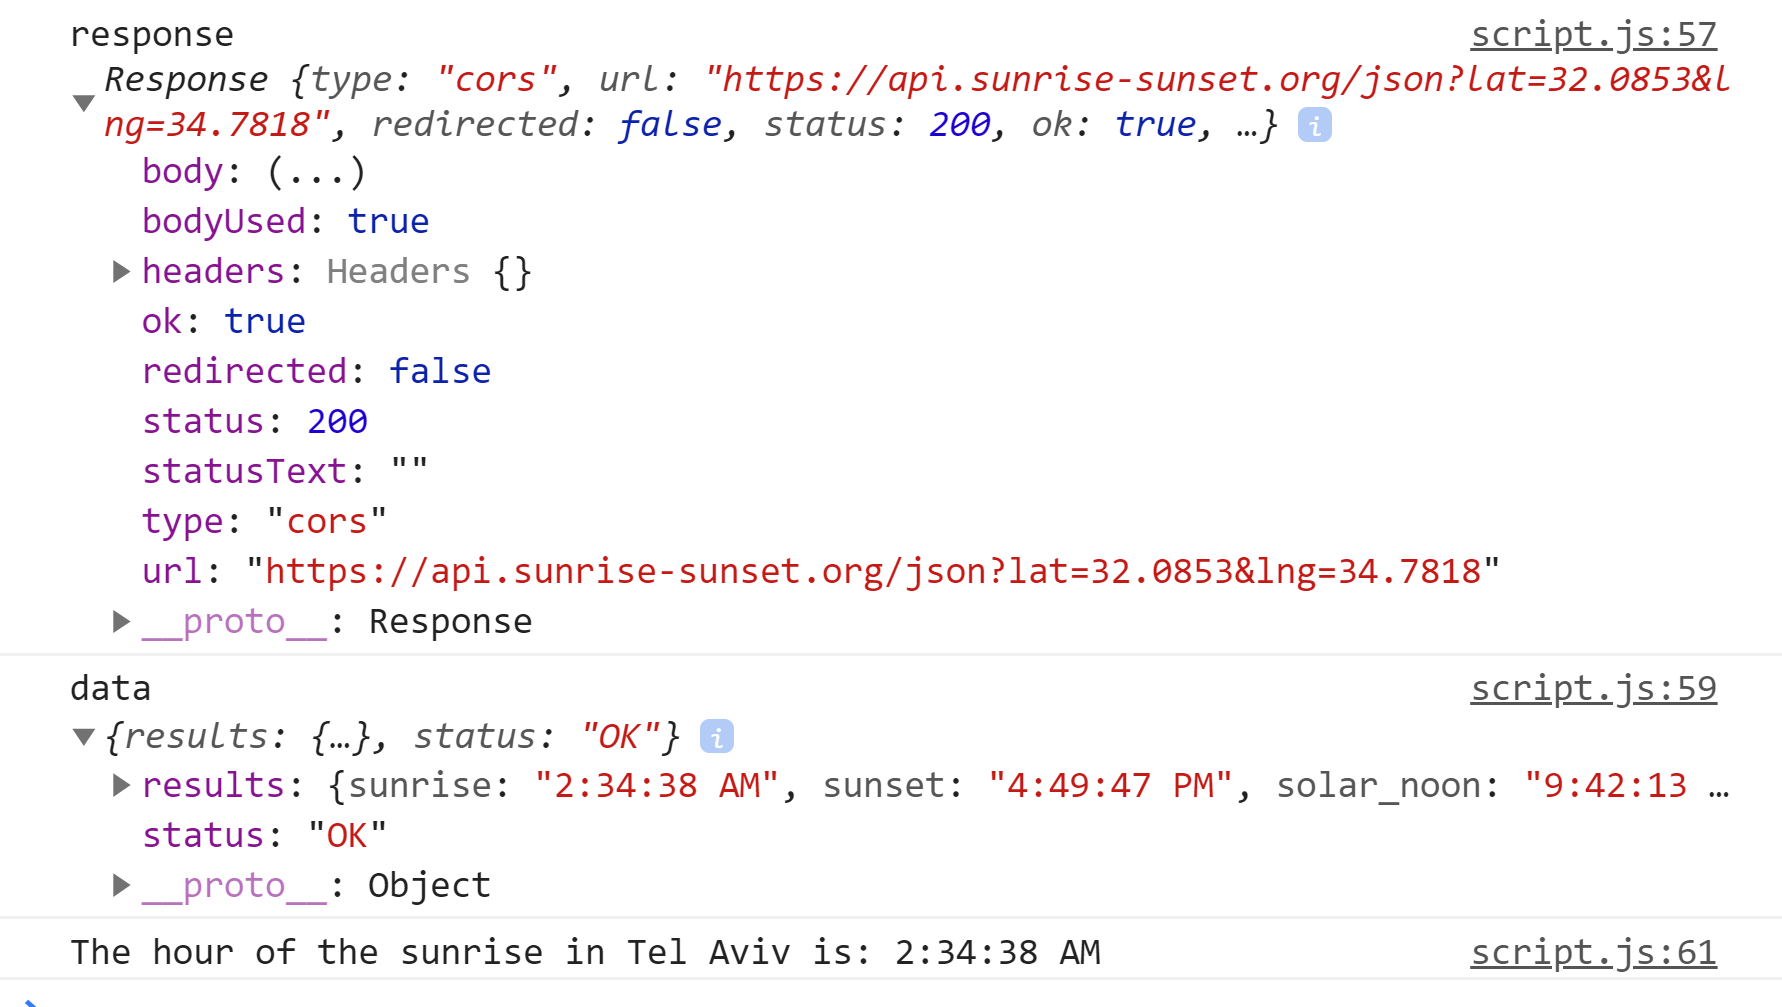 response script.js:57
Response {type: "cors", url: "https://api.sunrise-sunset.org/json?lat=32.0853&l
ng=34.7818", redirected: false, status: 200, ok: true, …} i
body: (...)
bodyUsed: true
headers: Headers {}
ok: true
redirected: false
status: 200
statusText: ""
type: "cors"
url: "https://api.sunrise-sunset.org/json?lat=32.0853&lng=34.7818"
__proto__: Response
data script.js:59
{results: {…}, status: "OK"} i
results: {sunrise: "2:34:38 AM", sunset: "4:49:47 PM", solar_noon: "9:42:13 …
status: "OK"
__proto__: Object
The hour of the sunrise in Tel Aviv is: 2:34:38 AM script.js:61